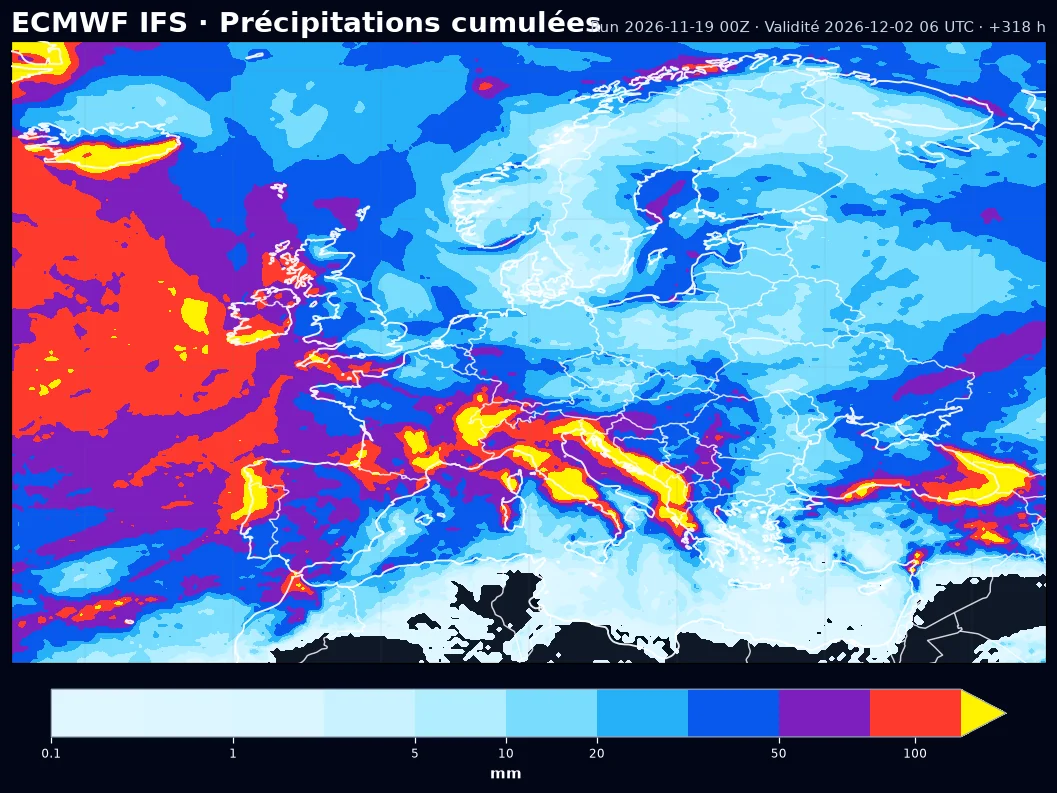 ECMWF IFS · Précipitations cumulées
Run 2026-11-19 00Z · Validité 2026-12-02 06 UTC · +318 h
0.1 1 5 10 20 50 100
mm